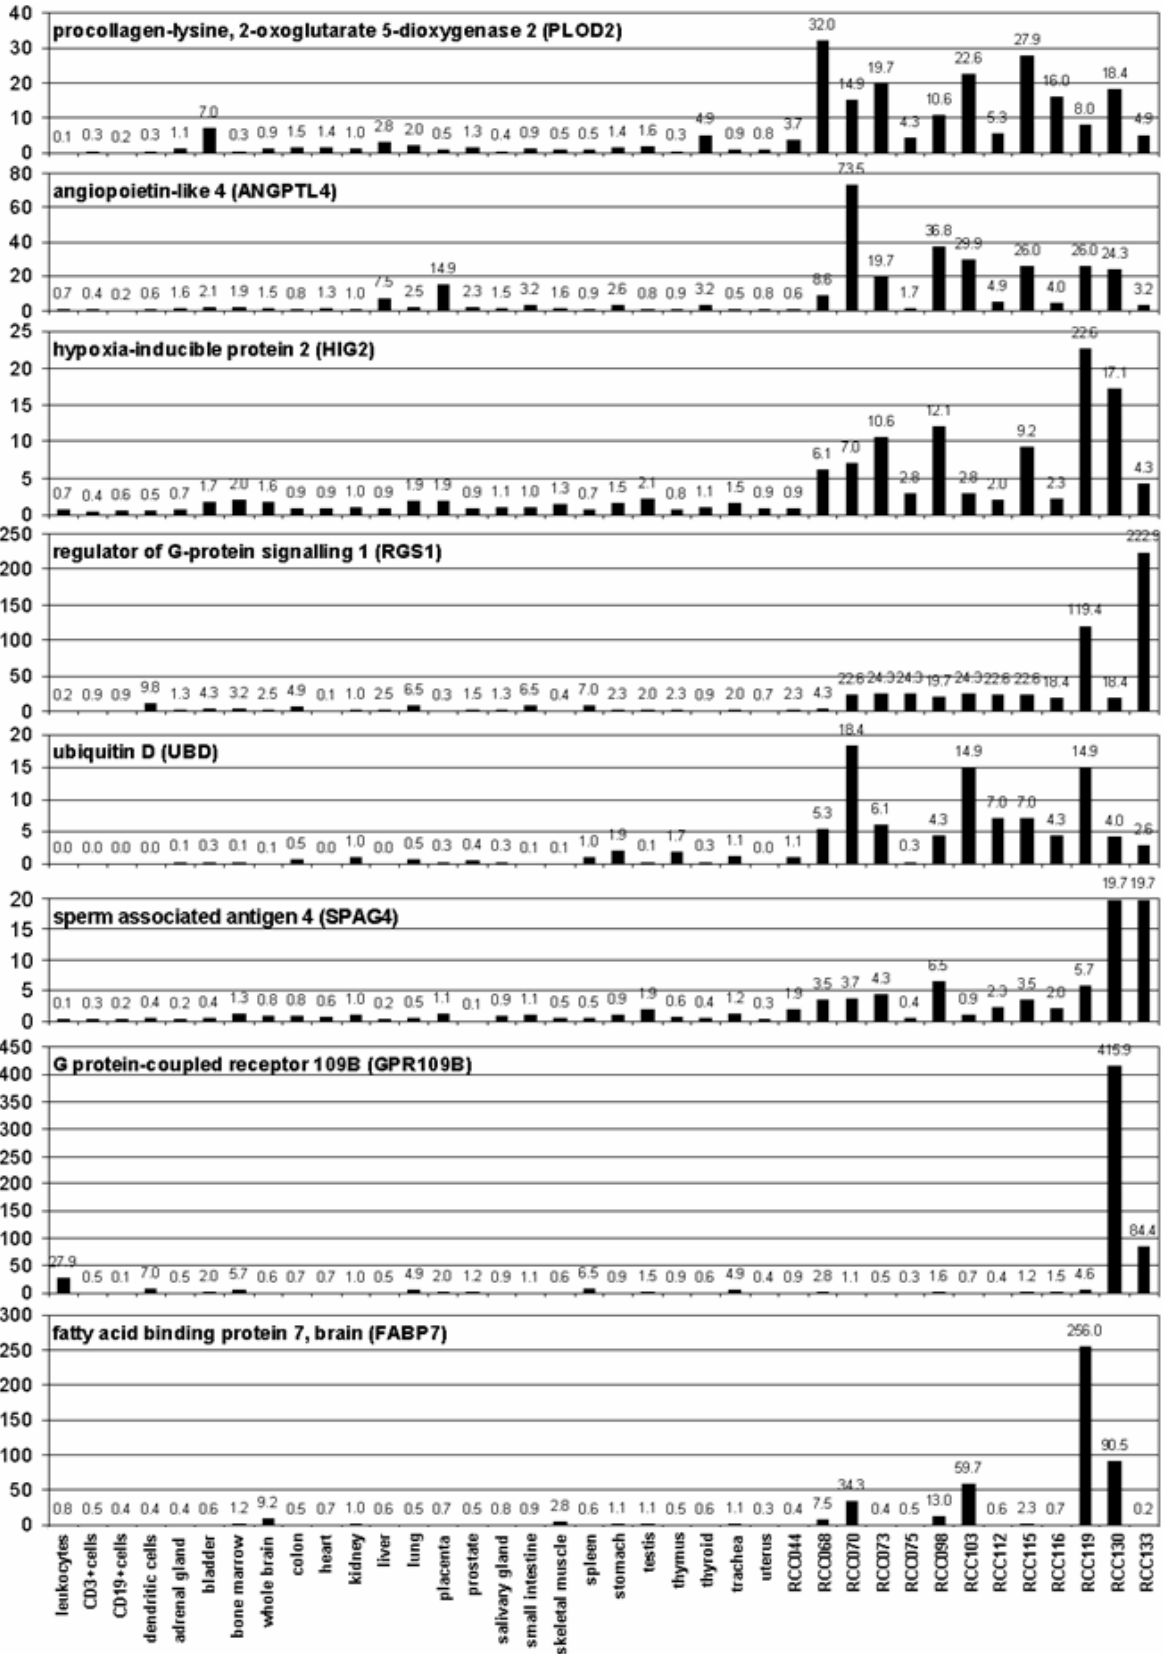 40
procollagen-lysine, 2-oxoglutarate 5-dioxygenase 2 (PLOD2)
30
20
10
0
0.1 0.3 0.2 0.3 1.1 7.0 0.3 0.9 1.5 1.4 1.0 2.8 2.0 0.5 1.3 0.4 0.9 0.5 0.5 1.4 1.6 0.3 4.9 0.9 0.8 3.7 32.0 14.9 19.7 4.3 10.6 22.6 5.3 27.9 16.0 8.0 18.4 4.9
80
angiopoietin-like 4 (ANGPTL4)
60
40
20
0
0.7 0.4 0.2 0.6 1.6 2.1 1.9 1.5 0.8 1.3 1.0 7.5 2.5 14.9 2.3 1.5 3.2 1.6 0.9 2.6 0.8 0.9 3.2 0.5 0.8 0.6 8.6 73.5 19.7 1.7 36.8 29.9 4.9 26.0 4.0 26.0 24.3 3.2
25
hypoxia-inducible protein 2 (HIG2)
20
15
10
5
0
0.7 0.4 0.6 0.5 0.7 1.7 2.0 1.6 0.9 0.9 1.0 0.9 1.9 1.9 0.9 1.1 1.0 1.3 0.7 1.5 2.1 0.8 1.1 1.5 0.9 0.9 6.1 7.0 10.6 2.8 12.1 2.8 2.0 9.2 2.3 22.6 17.1 4.3
250
regulator of G-protein signalling 1 (RGS1)
200
150
100
50
0
0.2 0.9 0.9 9.8 1.3 4.3 3.2 2.5 4.9 0.1 1.0 2.5 6.5 0.3 1.5 1.3 6.5 0.4 7.0 2.3 2.0 2.3 0.9 2.0 0.7 2.3 4.3 22.6 24.3 24.3 19.7 24.3 22.6 22.6 18.4 119.4 18.4 222.9
20
ubiquitin D (UBD)
15
10
5
0
0.0 0.0 0.0 0.0 0.1 0.3 0.1 0.1 0.5 0.0 1.0 0.0 0.5 0.3 0.4 0.3 0.1 0.1 1.0 1.9 0.1 1.7 0.3 1.1 0.0 1.1 5.3 18.4 6.1 0.3 4.3 14.9 7.0 7.0 4.3 14.9 4.0 2.6
20
sperm associated antigen 4 (SPAG4)
15
10
5
0
0.1 0.3 0.2 0.4 0.2 0.4 1.3 0.8 0.8 0.6 1.0 0.2 0.5 1.1 0.1 0.9 1.1 0.5 0.5 0.9 1.9 0.6 0.4 1.2 0.3 1.9 3.5 3.7 4.3 0.4 6.5 0.9 2.3 3.5 2.0 5.7 19.7 19.7
450
G protein-coupled receptor 109B (GPR109B)
400
350
300
250
200
150
100
50
0
27.9 0.5 0.1 7.0 0.5 2.0 5.7 0.6 0.7 0.7 1.0 0.5 4.9 2.0 1.2 0.9 1.1 0.6 6.5 0.9 1.5 0.9 0.6 4.9 0.4 0.9 2.8 1.1 0.5 0.3 1.6 0.7 0.4 1.2 1.5 4.6 415.9 84.4
300
fatty acid binding protein 7, brain (FABP7)
250
200
150
100
50
0
0.8 0.5 0.4 0.4 0.4 0.6 1.2 9.2 0.5 0.7 1.0 0.6 0.5 0.7 0.5 0.8 0.9 2.8 0.6 1.1 1.1 0.5 0.6 1.1 0.3 0.4 7.5 34.3 0.4 0.5 13.0 59.7 0.6 2.3 0.7 256.0 90.5 0.2
leukocytes
CD3+cells
CD19+cells
dendritic cells
adrenal gland
bladder
bone marrow
whole brain
colon
heart
kidney
liver
lung
placenta
prostate
salivary gland
small intestine
skeletal muscle
spleen
stomach
testis
thymus
thyroid
trachea
uterus
RCC044
RCC068
RCC070
RCC073
RCC075
RCC098
RCC103
RCC112
RCC115
RCC116
RCC119
RCC130
RCC133